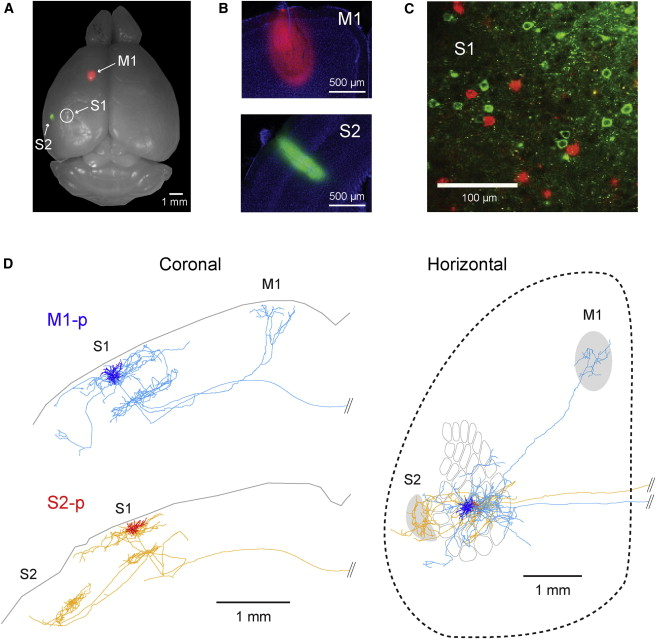 A
M1
S1
S2
1 mm
B
M1
500 µm
S2
500 µm
C
S1
100 µm
D
Coronal
Horizontal
M1-p
S1
M1
S2-p
S1
S2
1 mm
M1
S2
1 mm